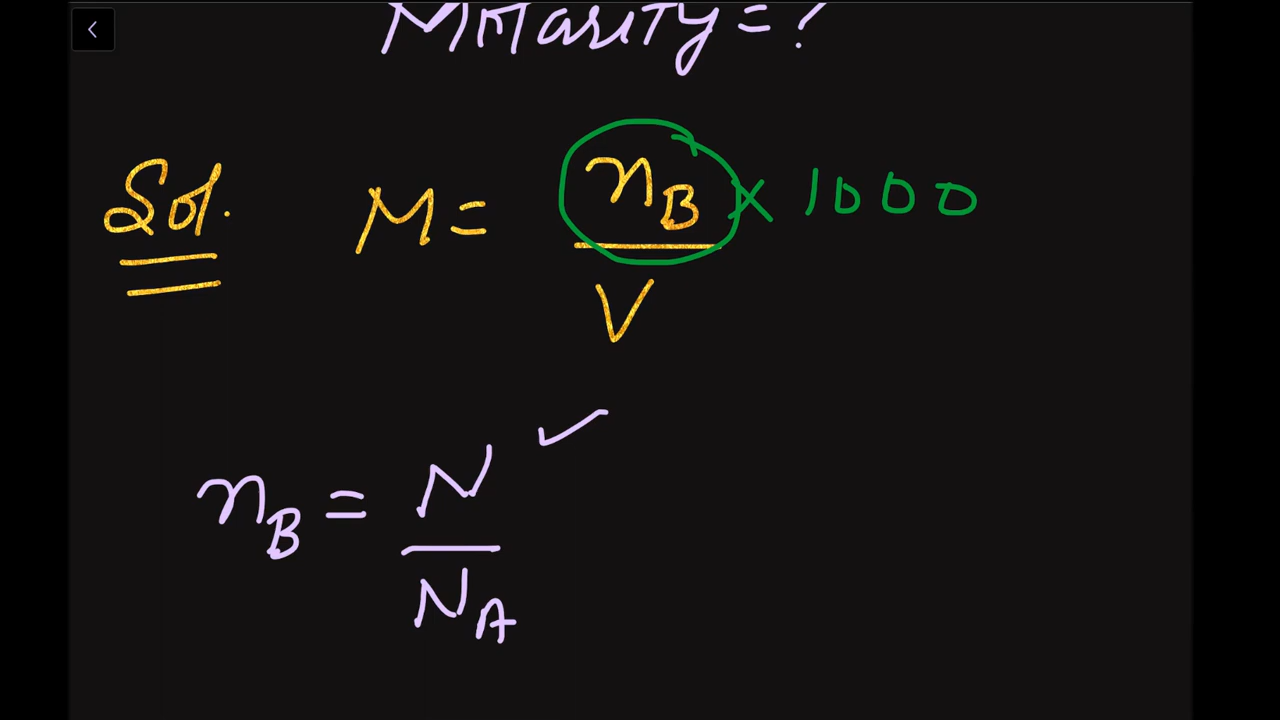 Molarity = ?
Sol. M = n_B × 1000
V
n_B = N
N_A